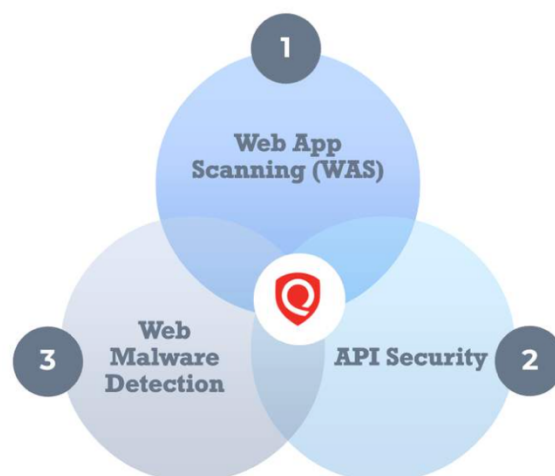 1
Web App
Scanning (WAS)
3
Web
Malware
Detection
API Security
2